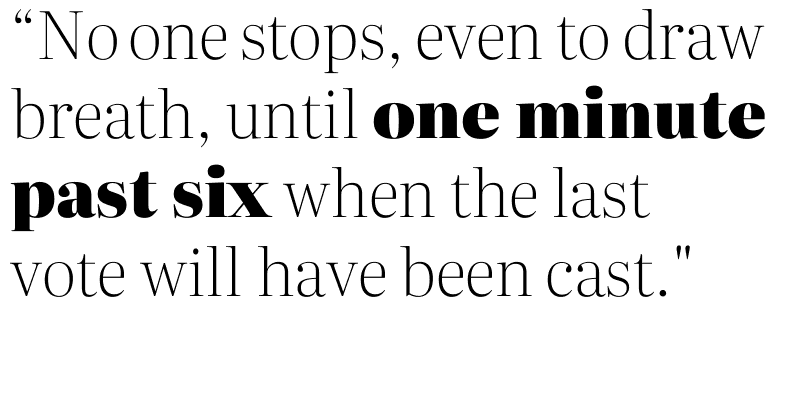 “No one stops, even to draw
breath, until one minute
past six when the last
vote will have been cast."